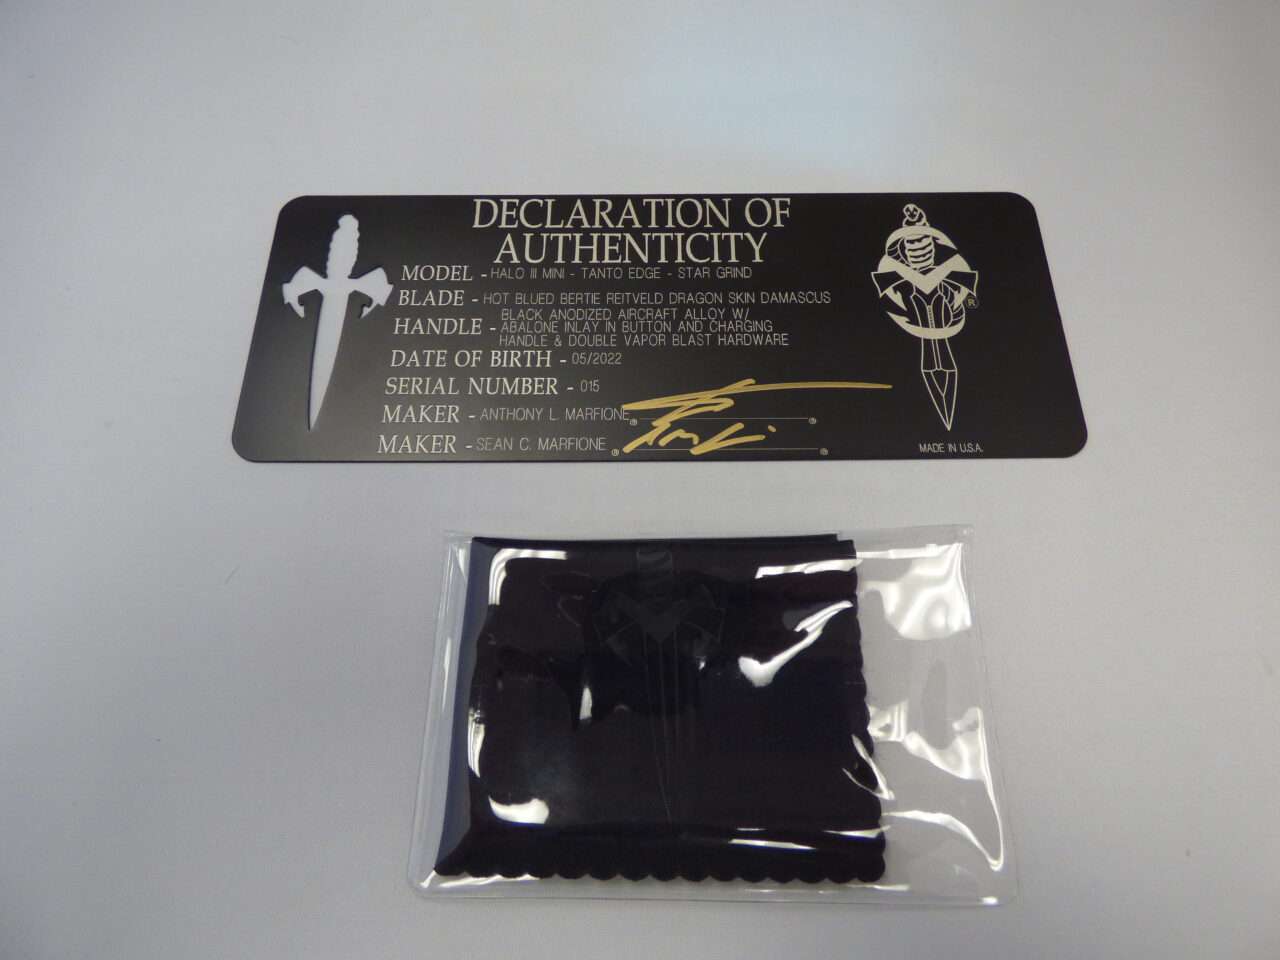 DECLARATION OF
AUTHENTICITY
MODEL - HALO III MINI - TANTO EDGE - STAR GRIND
BLADE - HOT BLUED BERTIE REITVELD DRAGON SKIN DAMASCUS
HANDLE - BLACK ANODIZED AIRCRAFT ALLOY W/
ABALONE INLAY IN BUTTON AND CHARGING
HANDLE & DOUBLE VAPOR BLAST HARDWARE
DATE OF BIRTH - 05/2022
SERIAL NUMBER - 015
MAKER - ANTHONY L. MARFIONE ® ®
MAKER - SEAN C. MARFIONE ® ®
®
MADE IN U.S.A.